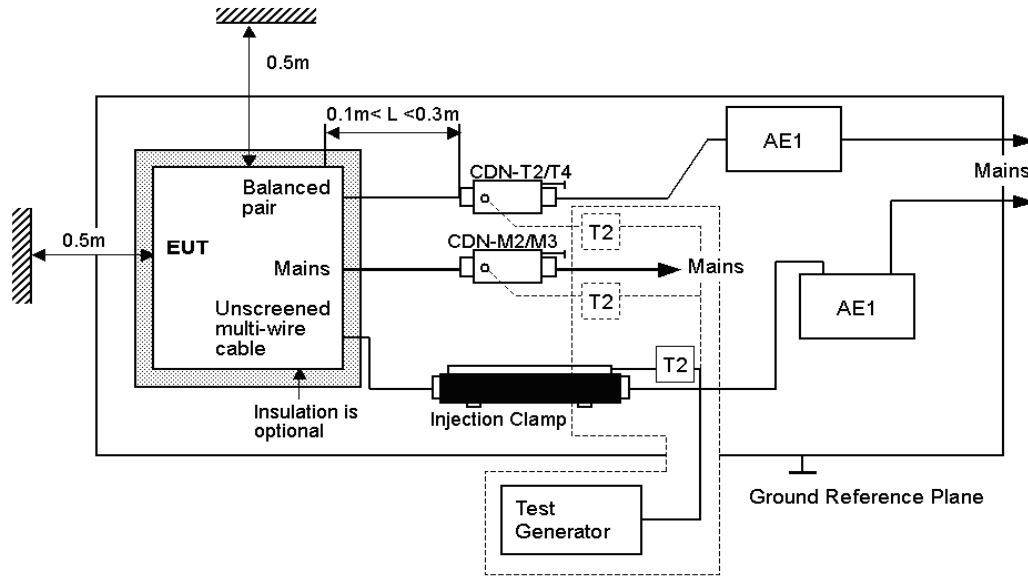 0.5m
0.1m< L <0.3m
AE1
CDN-T2/T4
Mains
Balanced
pair
T2
0.5m
EUT
CDN-M2/M3
Mains
Mains
T2
AE1
Unscreened
multi-wire
cable
T2
Insulation is
optional
Injection Clamp
Ground Reference Plane
Test
Generator